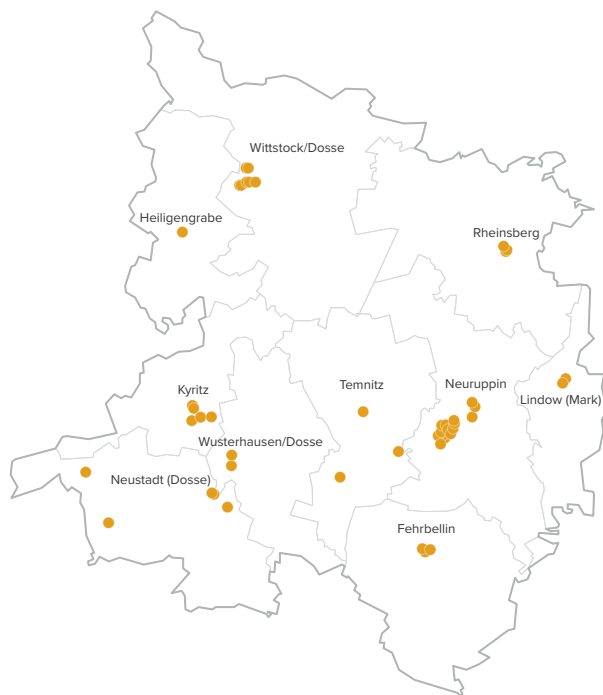 Wittstock/Dosse
Heiligengrabe
Rheinsberg
Kyritz
Temnitz
Neuruppin
Lindow (Mark)
Wusterhausen/Dosse
Neustadt (Dosse)
Fehrbellin